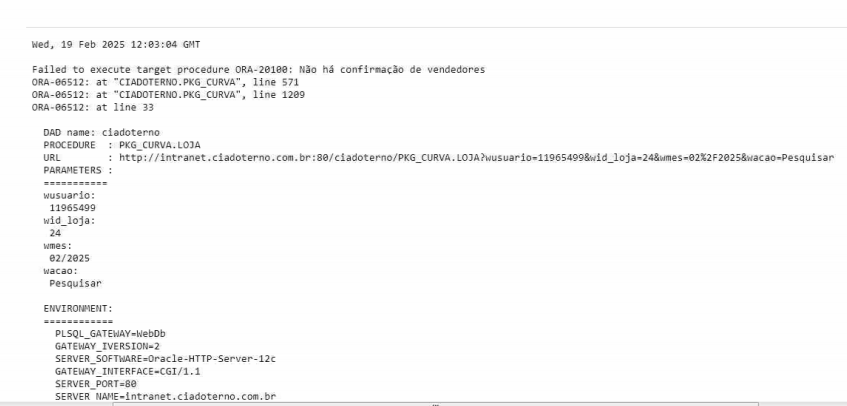 Wed, 19 Feb 2025 12:03:04 GMT
Failed to execute target procedure ORA-20100: Não há confirmação de vendedores
ORA-06512: at "CIADOTERNO.PKG_CURVA", line 571
ORA-06512: at "CIADOTERNO.PKG_CURVA", line 1209
ORA-06512: at line 33
DAD name: ciadoterno
PROCEDURE  : PKG_CURVA.LOJA
URL        : http://intranet.ciadoterno.com.br:80/ciadoterno/PKG_CURVA.LOJA?wusuario=11965499&wid_loja=24&wmes=02%2F2025&wacao=Pesquisar
PARAMETERS :
===========
wusuario:
11965499
wid_loja:
24
wmes:
02/2025
wacao:
Pesquisar
ENVIRONMENT:
============
PLSQL_GATEWAY=WebDb
GATEWAY_IVERSION=2
SERVER_SOFTWARE=Oracle-HTTP-Server-12c
GATEWAY_INTERFACE=CGI/1.1
SERVER_PORT=80
SERVER_NAME=intranet.ciadoterno.com.br